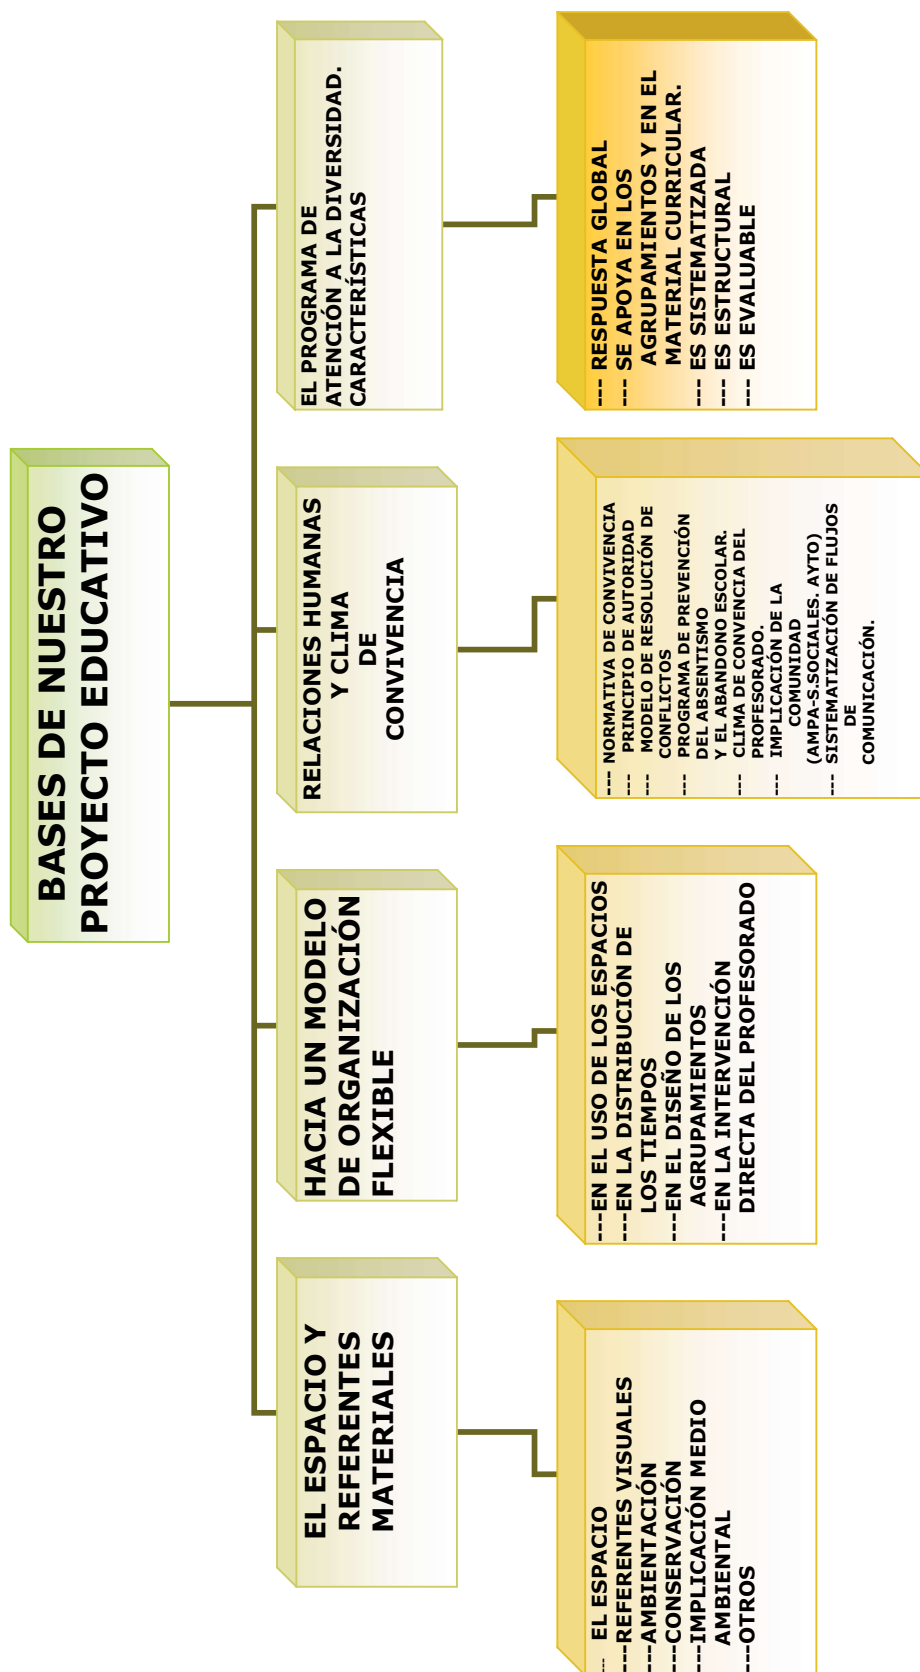 BASES DE NUESTRO
PROYECTO EDUCATIVO
EL ESPACIO Y
REFERENTES
MATERIALES
HACIA UN MODELO
DE ORGANIZACIÓN
FLEXIBLE
RELACIONES HUMANAS
Y CLIMA
DE
CONVIVENCIA
EL PROGRAMA DE
ATENCIÓN A LA DIVERSIDAD.
CARACTERÍSTICAS
--- EL ESPACIO
---REFERENTES VISUALES
---AMBIENTACIÓN
---CONSERVACIÓN
---IMPLICACIÓN MEDIO
AMBIENTAL
---OTROS
---EN EL USO DE LOS ESPACIOS
---EN LA DISTRIBUCIÓN DE
LOS TIEMPOS
---EN EL DISEÑO DE LOS
AGRUPAMIENTOS
---EN LA INTERVENCIÓN
DIRECTA DEL PROFESORADO
--- NORMATIVA DE CONVIVENCIA
--- PRINCIPIO DE AUTORIDAD
--- MODELO DE RESOLUCIÓN DE
CONFLICTOS
--- PROGRAMA DE PREVENCIÓN
DEL ABSENTISMO
Y EL ABANDONO ESCOLAR.
--- CLIMA DE CONVENCIA DEL
PROFESORADO.
--- IMPLICACIÓN DE LA
COMUNIDAD
(AMPA-S.SOCIALES. AYTO)
--- SISTEMATIZACIÓN DE FLUJOS
DE
COMUNICACIÓN.
--- RESPUESTA GLOBAL
--- SE APOYA EN LOS
AGRUPAMIENTOS Y EN EL
MATERIAL CURRICULAR.
--- ES SISTEMATIZADA
--- ES ESTRUCTURAL
--- ES EVALUABLE